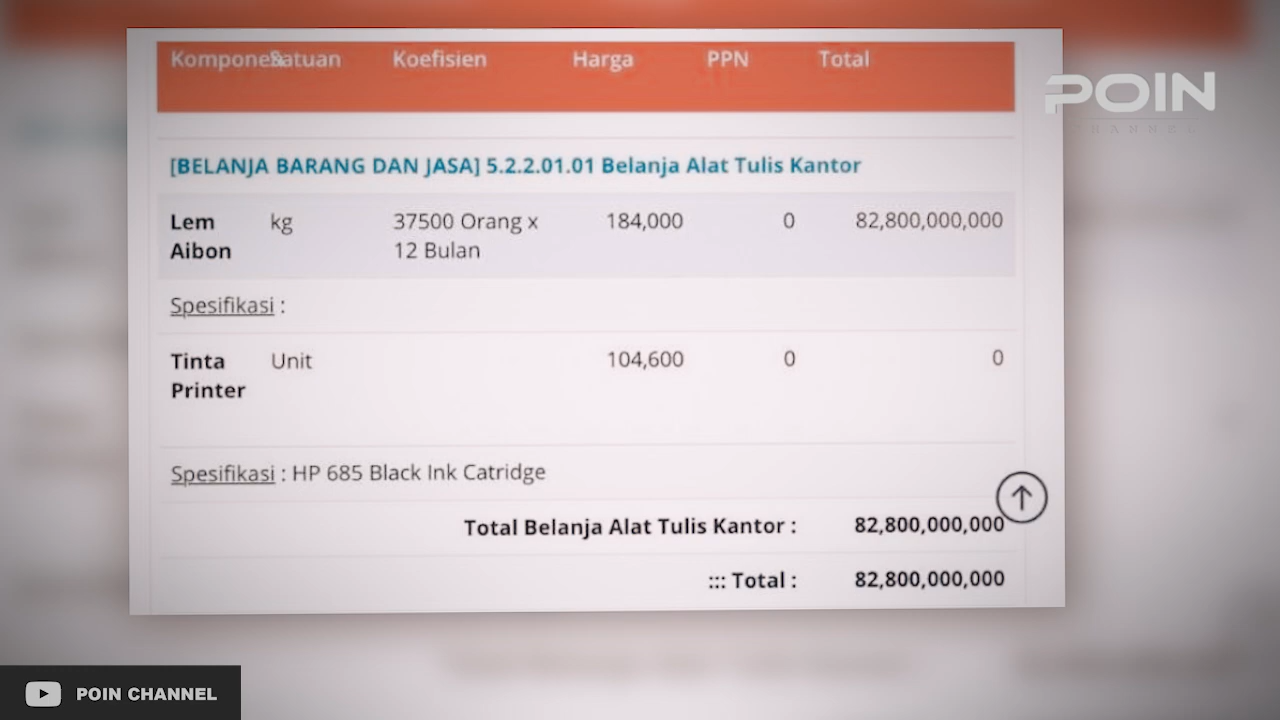 Komponen Satuan Koefisien Harga PPN Total
POIN
CHANNEL
[BELANJA BARANG DAN JASA] 5.2.2.01.01 Belanja Alat Tulis Kantor
Lem kg 37500 Orang x 184,000 0 82,800,000,000
Aibon 12 Bulan
Spesifikasi :
Tinta Unit 104,600 0 0
Printer
Spesifikasi : HP 685 Black Ink Catridge
Total Belanja Alat Tulis Kantor : 82,800,000,000
::: Total : 82,800,000,000
POIN CHANNEL